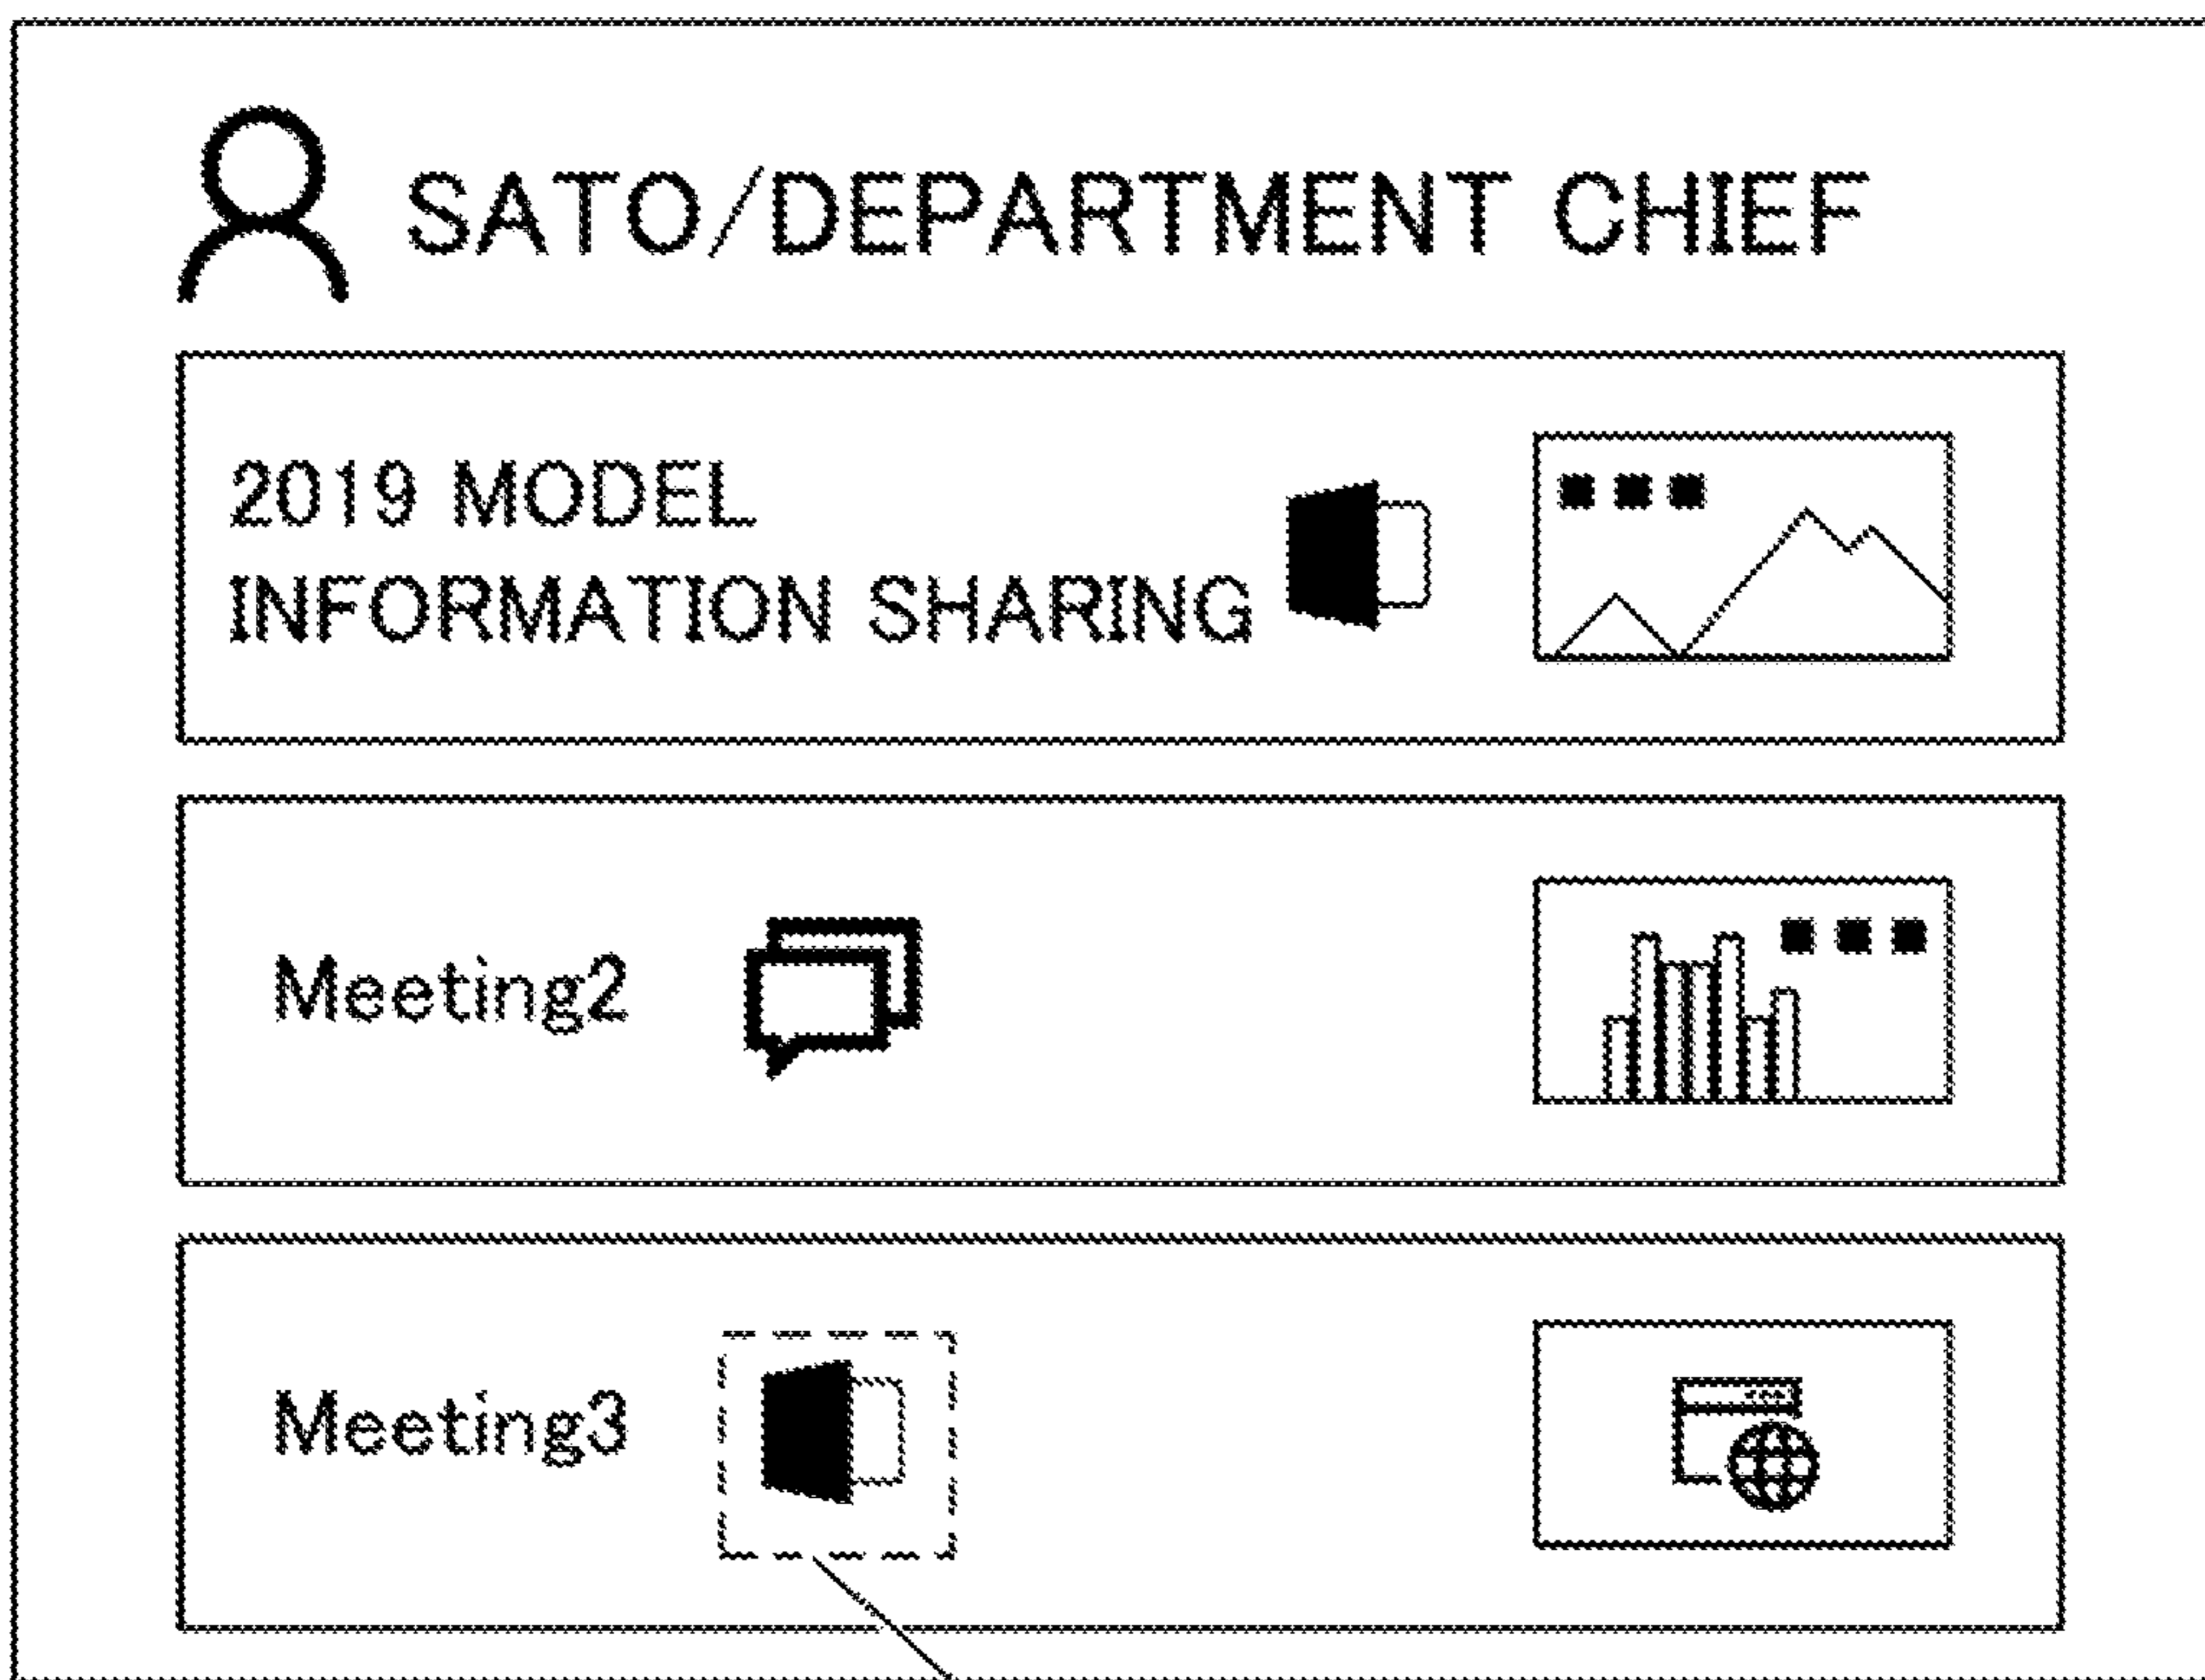 SATO/DEPARTMENT CHIEF
2019 MODEL
INFORMATION SHARING
Meeting2
Meeting3